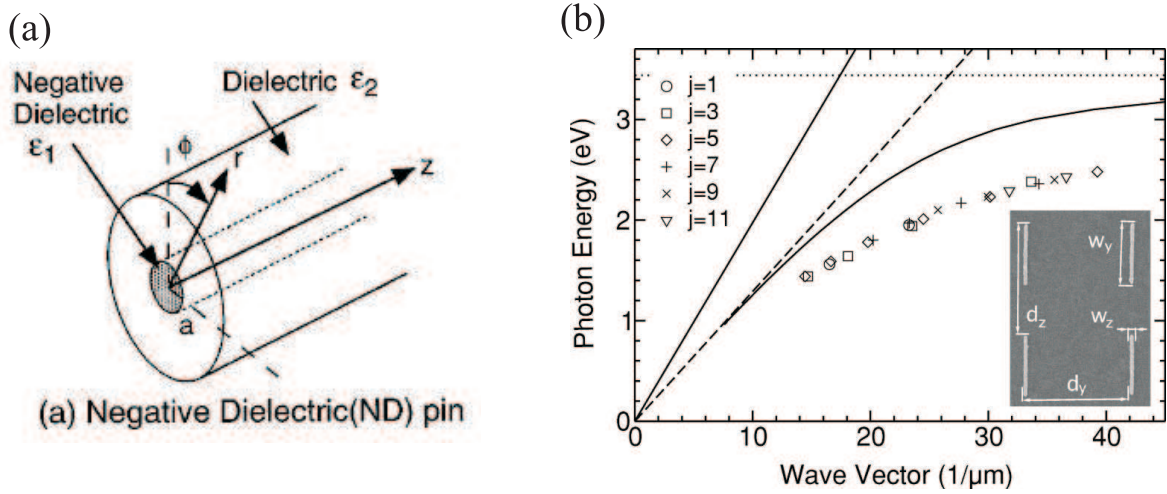 (a)
Negative
Dielectric
ε1
Dielectric ε2
ϕ
r
z
a
(a) Negative Dielectric(ND) pin
(b)
Photon Energy (eV)
3
2
1
0
j=1
j=3
j=5
j=7
j=9
j=11
wy
dz
wz
dy
0 10 20 30 40
Wave Vector (1/µm)